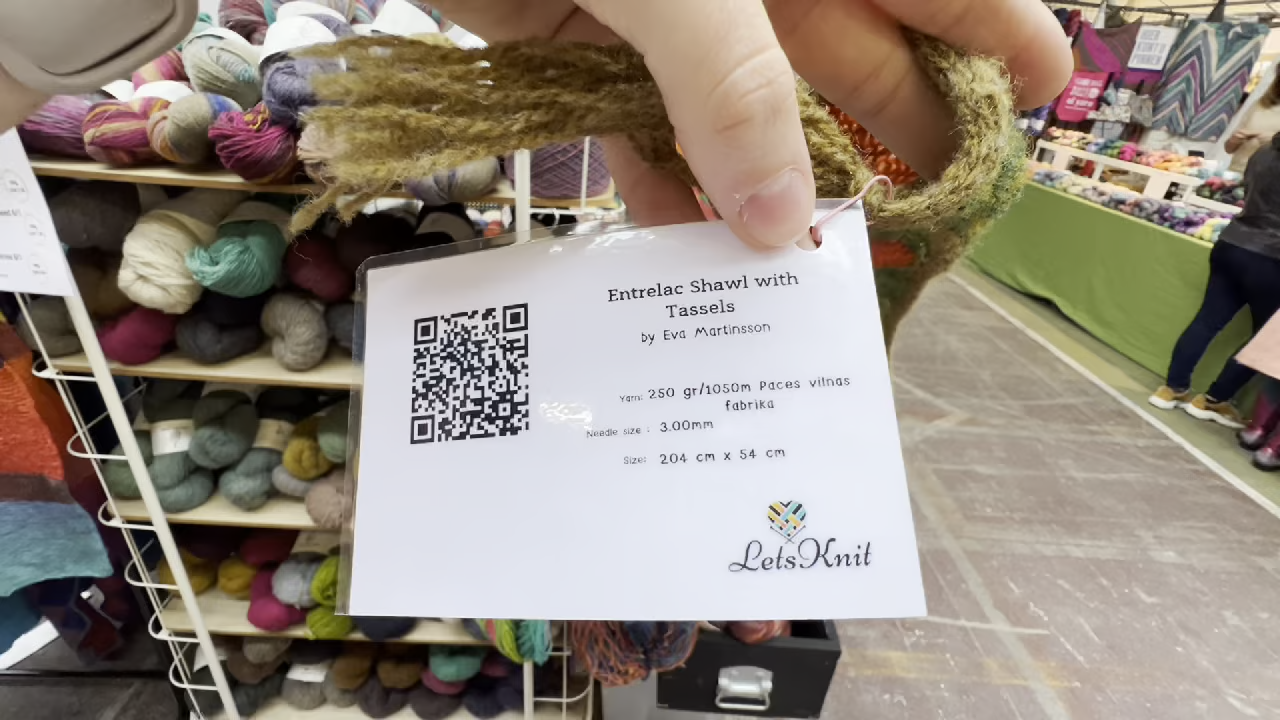 Entrelac Shawl with
Tassels
by Eva Martinsson
Yarn: 250 gr/1050m Paces vilnas
fabrika
Needle size : 3.00mm
Size: 204 cm x 54 cm
LetsKnit